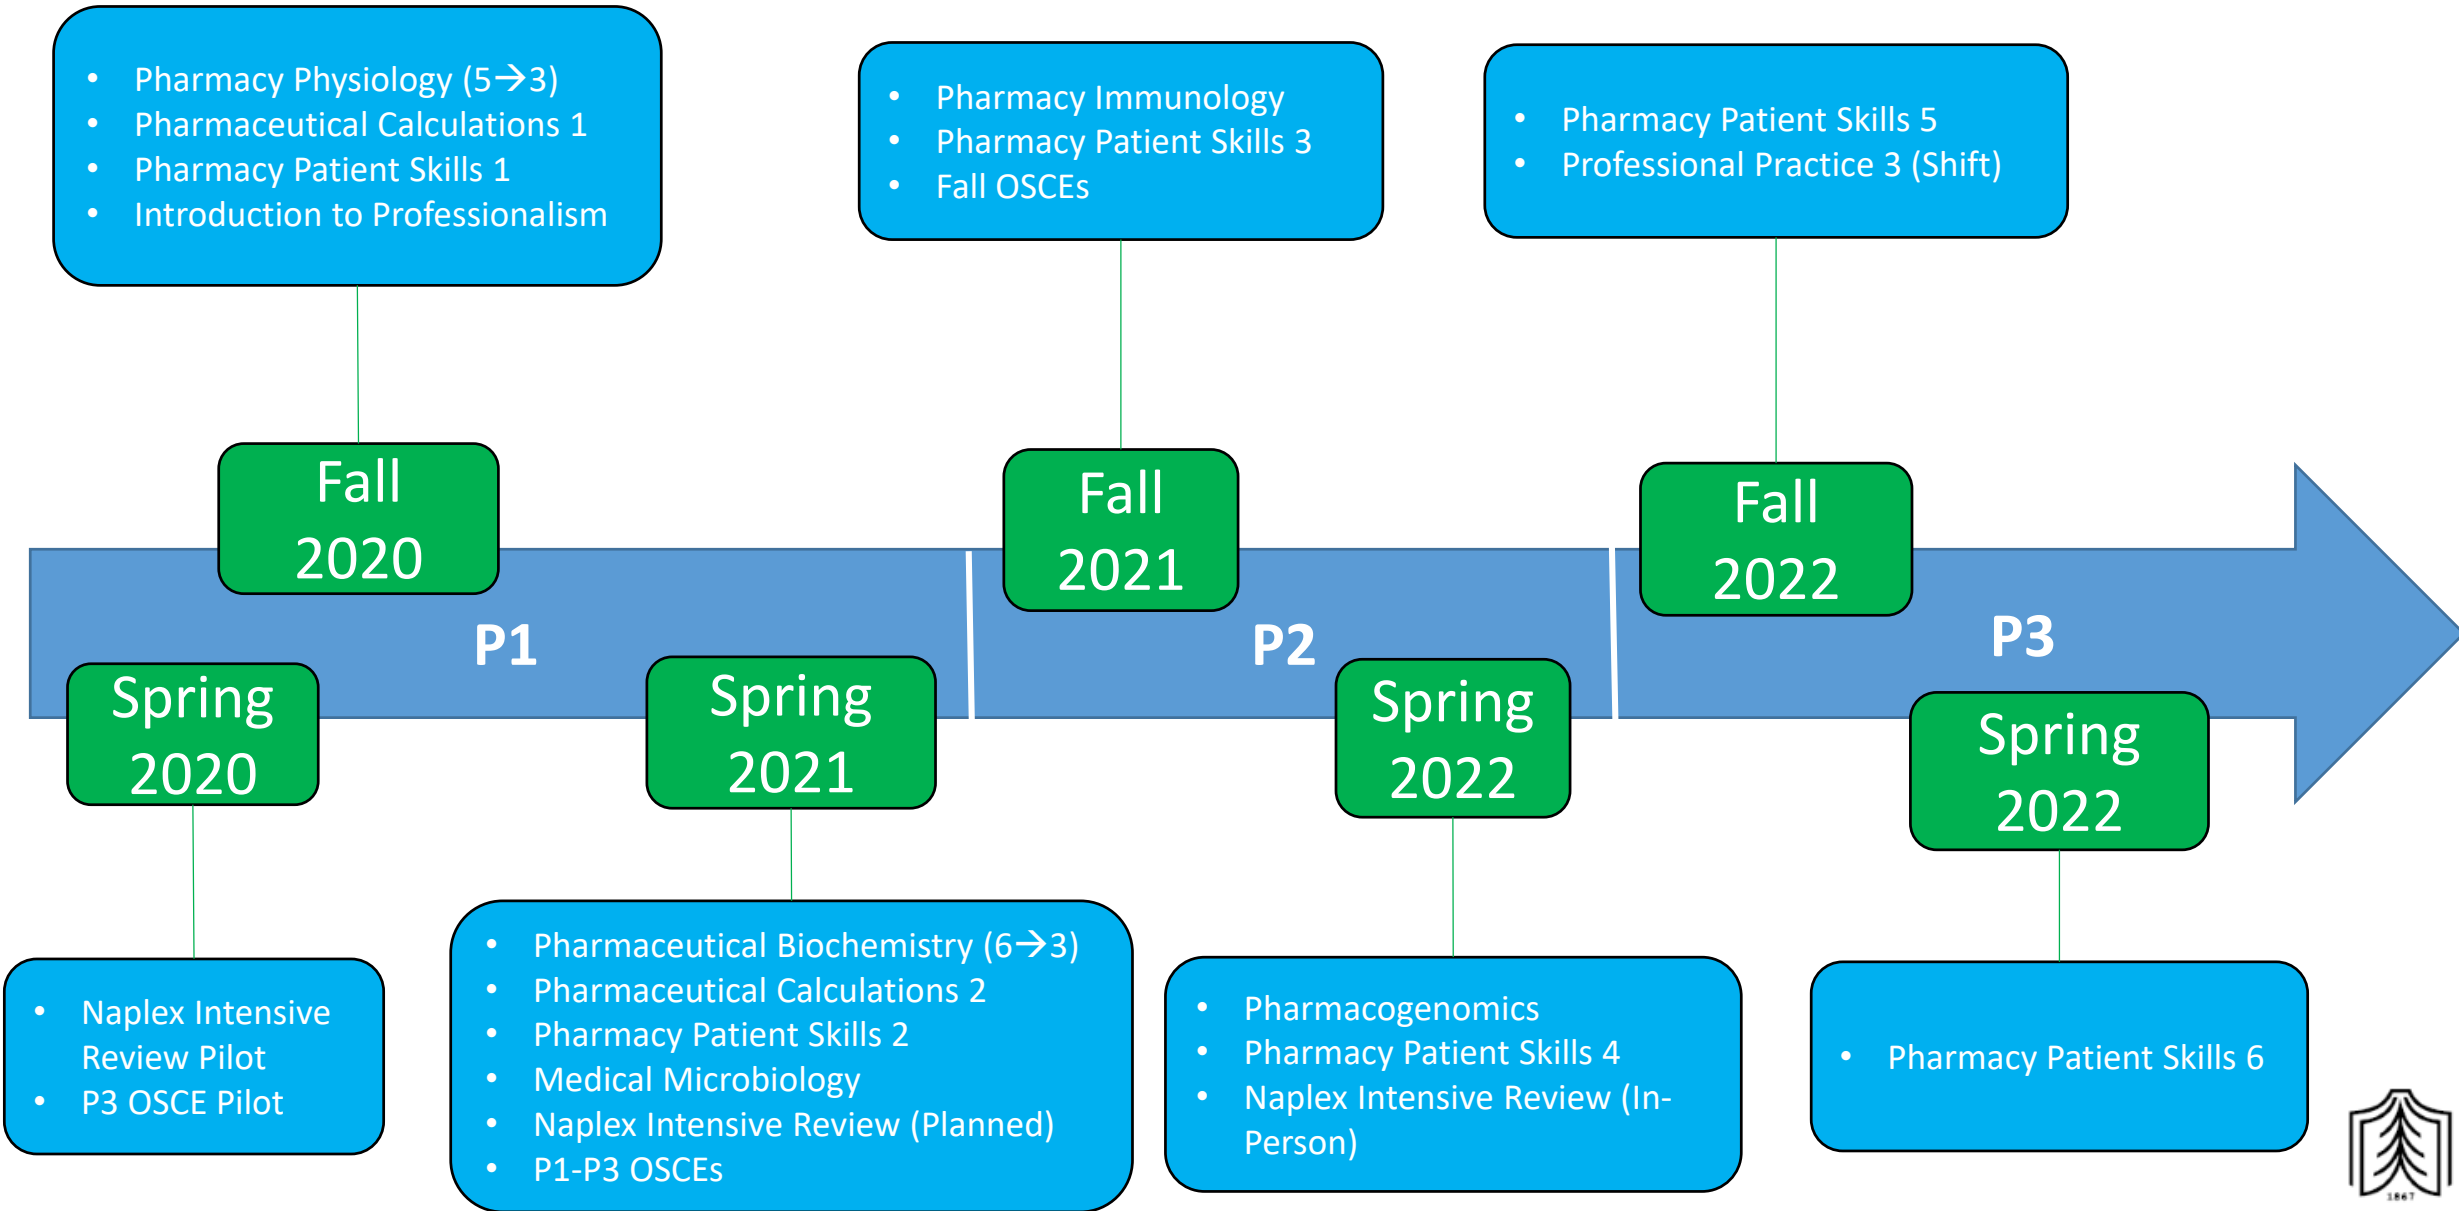 • Pharmacy Physiology (5→3)
• Pharmaceutical Calculations 1
• Pharmacy Patient Skills 1
• Introduction to Professionalism
• Pharmacy Immunology
• Pharmacy Patient Skills 3
• Fall OSCEs
• Pharmacy Patient Skills 5
• Professional Practice 3 (Shift)
Fall
2020
Fall
2021
Fall
2022
P1
P2
P3
Spring
2020
Spring
2021
Spring
2022
Spring
2022
• Naplex Intensive
Review Pilot
• P3 OSCE Pilot
• Pharmaceutical Biochemistry (6→3)
• Pharmaceutical Calculations 2
• Pharmacy Patient Skills 2
• Medical Microbiology
• Naplex Intensive Review (Planned)
• P1-P3 OSCEs
• Pharmacogenomics
• Pharmacy Patient Skills 4
• Naplex Intensive Review (In-
Person)
• Pharmacy Patient Skills 6
1867